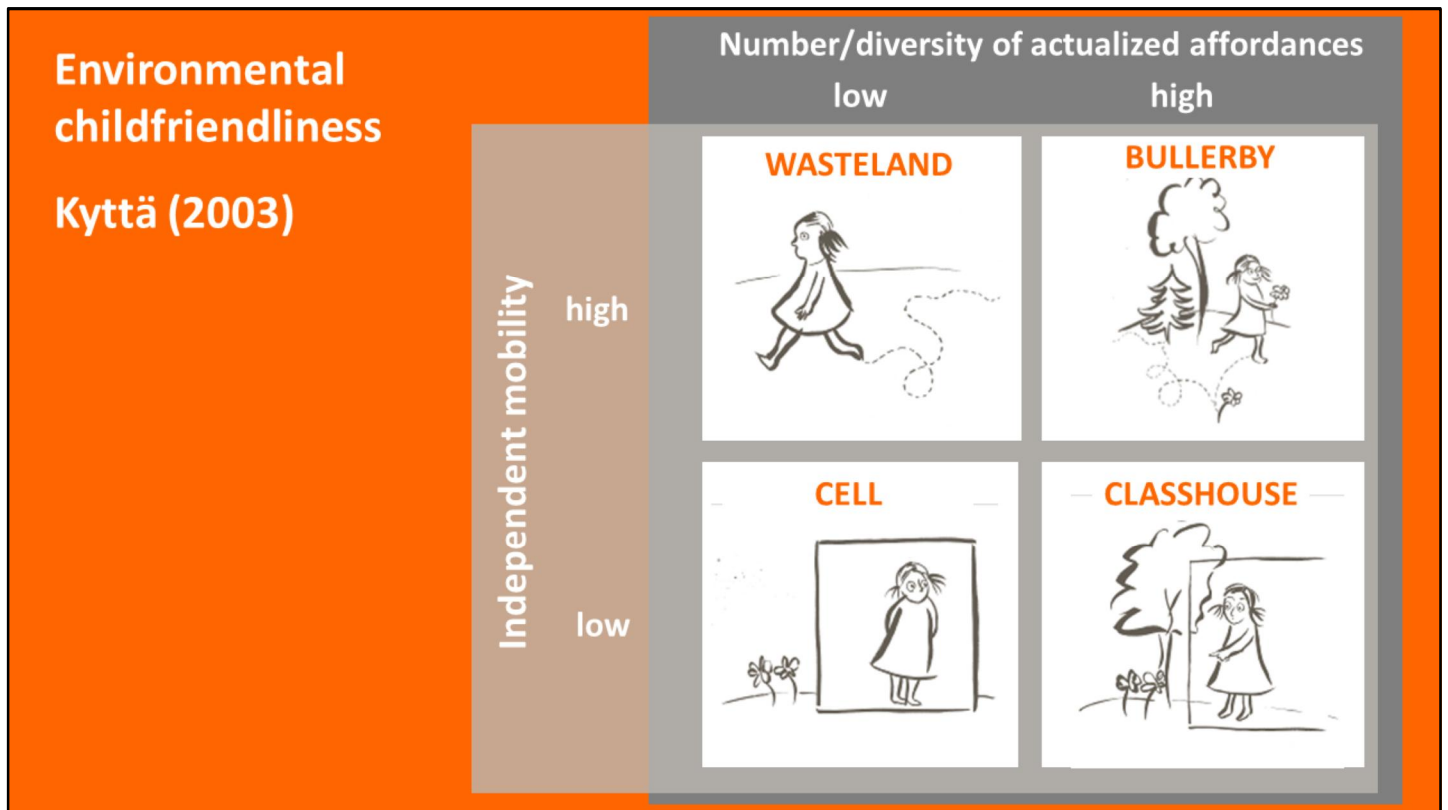 Environmental
childfriendliness
Kyttä (2003)
Number/diversity of actualized affordances
low high
Independent mobility
high
low
WASTELAND
BULLERBY
CELL
CLASSHOUSE